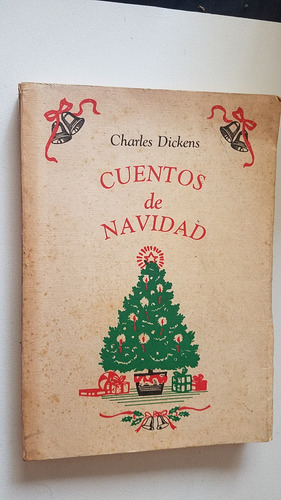 Charles Dickens
CUENTOS
de
NAVIDAD